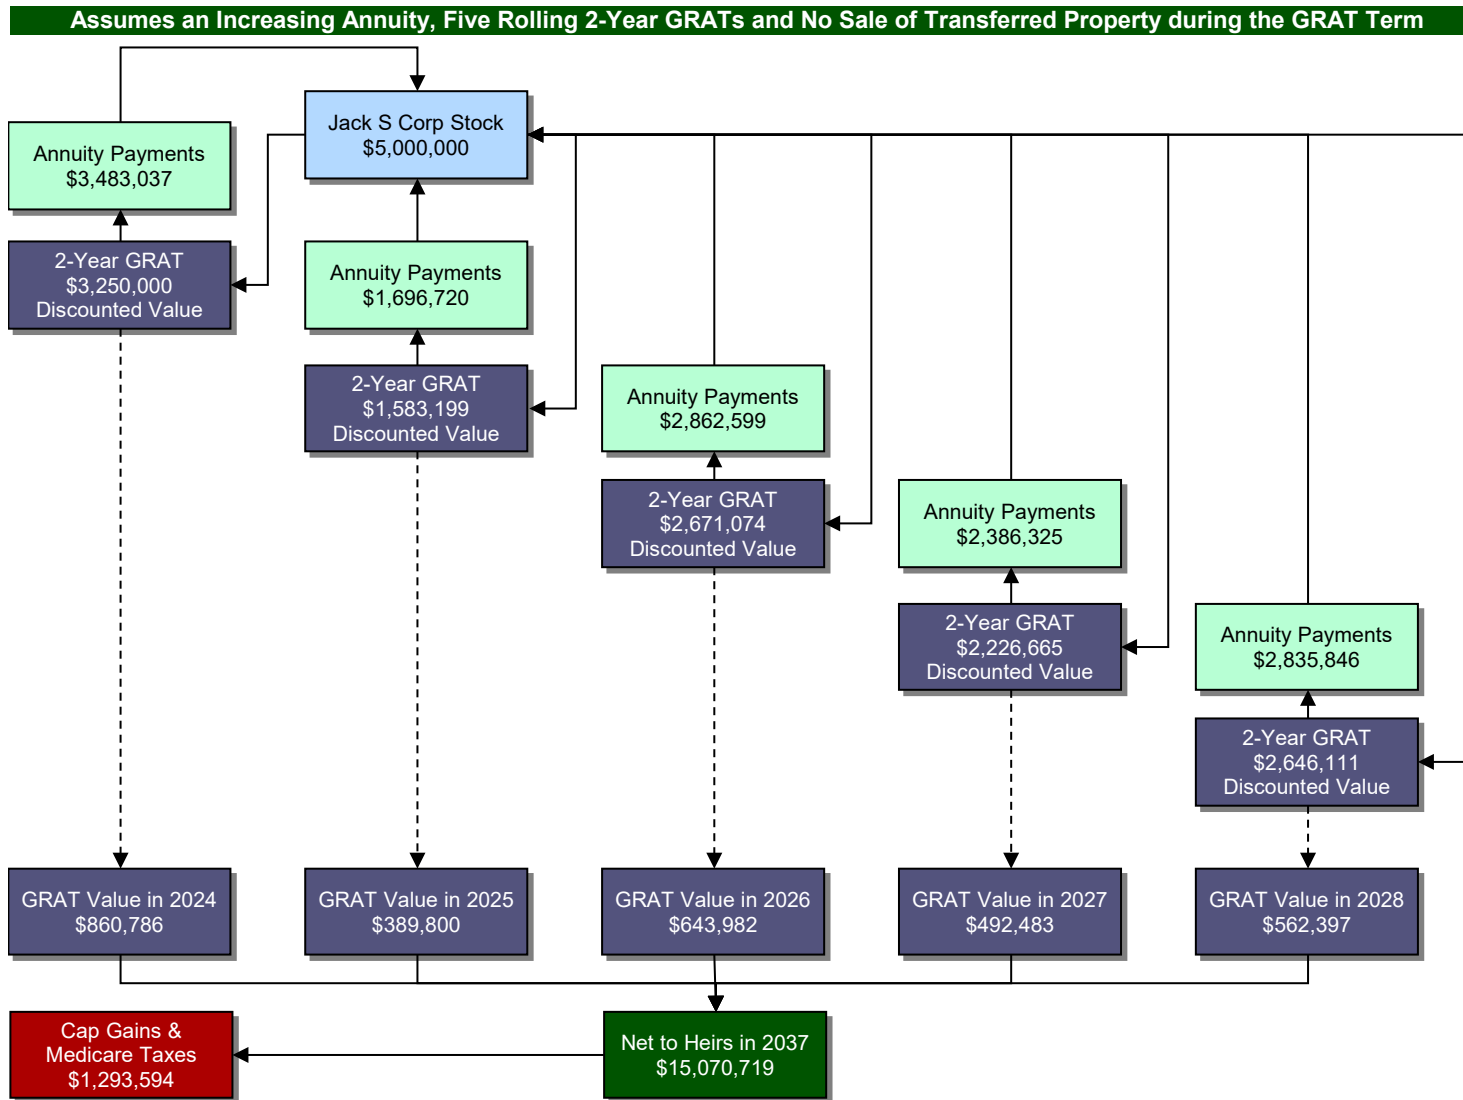 Assumes an Increasing Annuity, Five Rolling 2-Year GRATs and No Sale of Transferred Property during the GRAT Term
Jack S Corp Stock
$5,000,000
Annuity Payments
$3,483,037
2-Year GRAT
$3,250,000
Discounted Value
Annuity Payments
$1,696,720
2-Year GRAT
$1,583,199
Discounted Value
Annuity Payments
$2,862,599
2-Year GRAT
$2,671,074
Discounted Value
Annuity Payments
$2,386,325
2-Year GRAT
$2,226,665
Discounted Value
Annuity Payments
$2,835,846
2-Year GRAT
$2,646,111
Discounted Value
GRAT Value in 2024
$860,786
GRAT Value in 2025
$389,800
GRAT Value in 2026
$643,982
GRAT Value in 2027
$492,483
GRAT Value in 2028
$562,397
Cap Gains &
Medicare Taxes
$1,293,594
Net to Heirs in 2037
$15,070,719